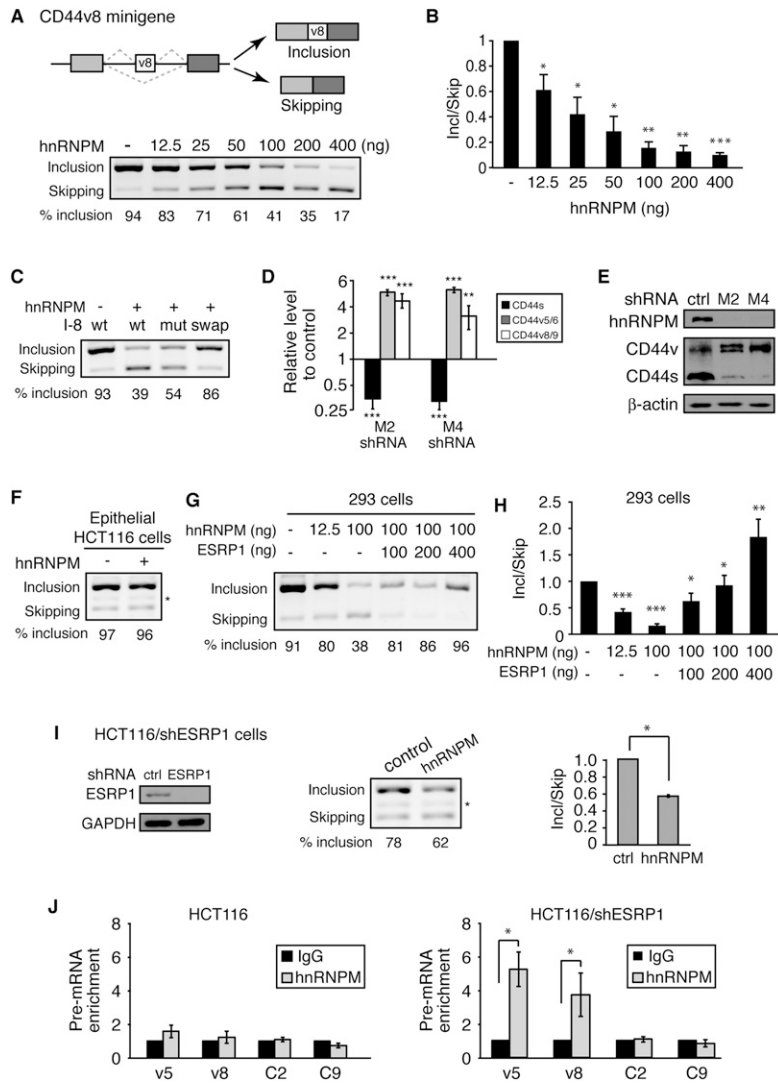 A CD44v8 minigene
v8
v8
Inclusion
Skipping
hnRNPM - 12.5 25 50 100 200 400 (ng)
Inclusion
Skipping
% inclusion 94 83 71 61 41 35 17
B
Incl/Skip
1
0.8
0.6
0.4
0.2
0
* * * ** ** ***
- 12.5 25 50 100 200 400
hnRNPM (ng)
C
hnRNPM - + + +
I-8 wt wt mut swap
Inclusion
Skipping
% inclusion 93 39 54 86
D
Relative level to control
6
4
2
1
0.5
0.25
*** *** *** **
*** ***
M2 shRNA
M4 shRNA
CD44s
CD44v5/6
CD44v8/9
E
shRNA ctrl M2 M4
hnRNPM
CD44v
CD44s
β-actin
F
Epithelial
HCT116 cells
hnRNPM - +
Inclusion
*
Skipping
% inclusion 97 96
G
293 cells
hnRNPM (ng) - 12.5 100 100 100 100
ESRP1 (ng) - - - 100 200 400
Inclusion
Skipping
% inclusion 91 80 38 81 86 96
H
293 cells
Incl/Skip
2.5
2.0
1.5
1.0
0.5
0
*** *** * * **
hnRNPM (ng) - 12.5 100 100 100 100
ESRP1 (ng) - - - 100 200 400
I HCT116/shESRP1 cells
shRNA ctrl ESRP1
ESRP1
GAPDH
control hnRNPM
Inclusion
*
Skipping
% inclusion 78 62
Incl/Skip
1.0
0.8
0.6
0.4
0.2
0
*
ctrl hnRNPM
J
HCT116
Pre-mRNA enrichment
8
6
4
2
0
IgG
hnRNPM
v5 v8 C2 C9
HCT116/shESRP1
Pre-mRNA enrichment
8
6
4
2
0
* *
IgG
hnRNPM
v5 v8 C2 C9